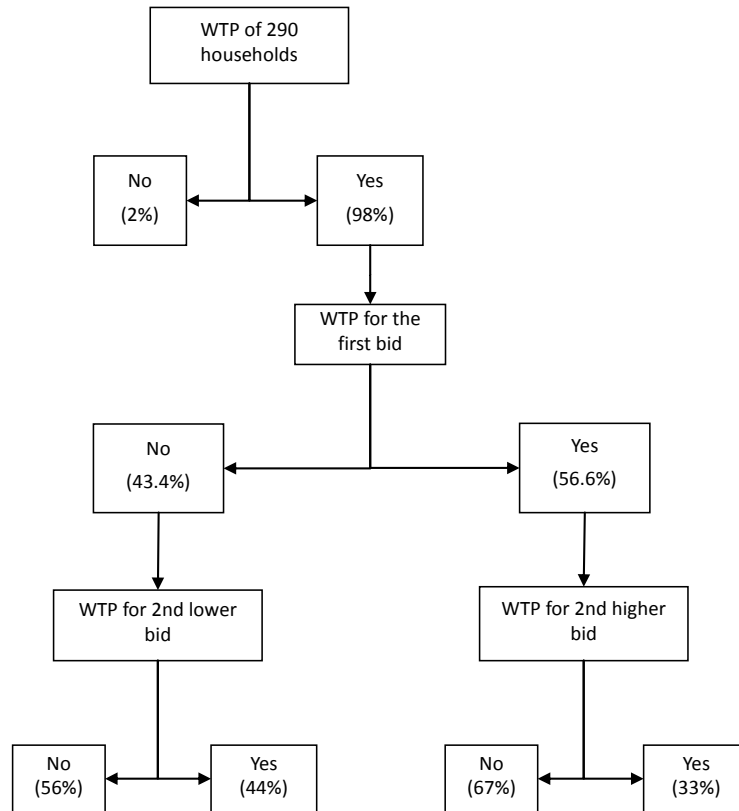 WTP of 290
households
No
(2%)
Yes
(98%)
WTP for the
first bid
No
(43.4%)
Yes
(56.6%)
WTP for 2nd lower
bid
WTP for 2nd higher
bid
No
(56%)
Yes
(44%)
No
(67%)
Yes
(33%)